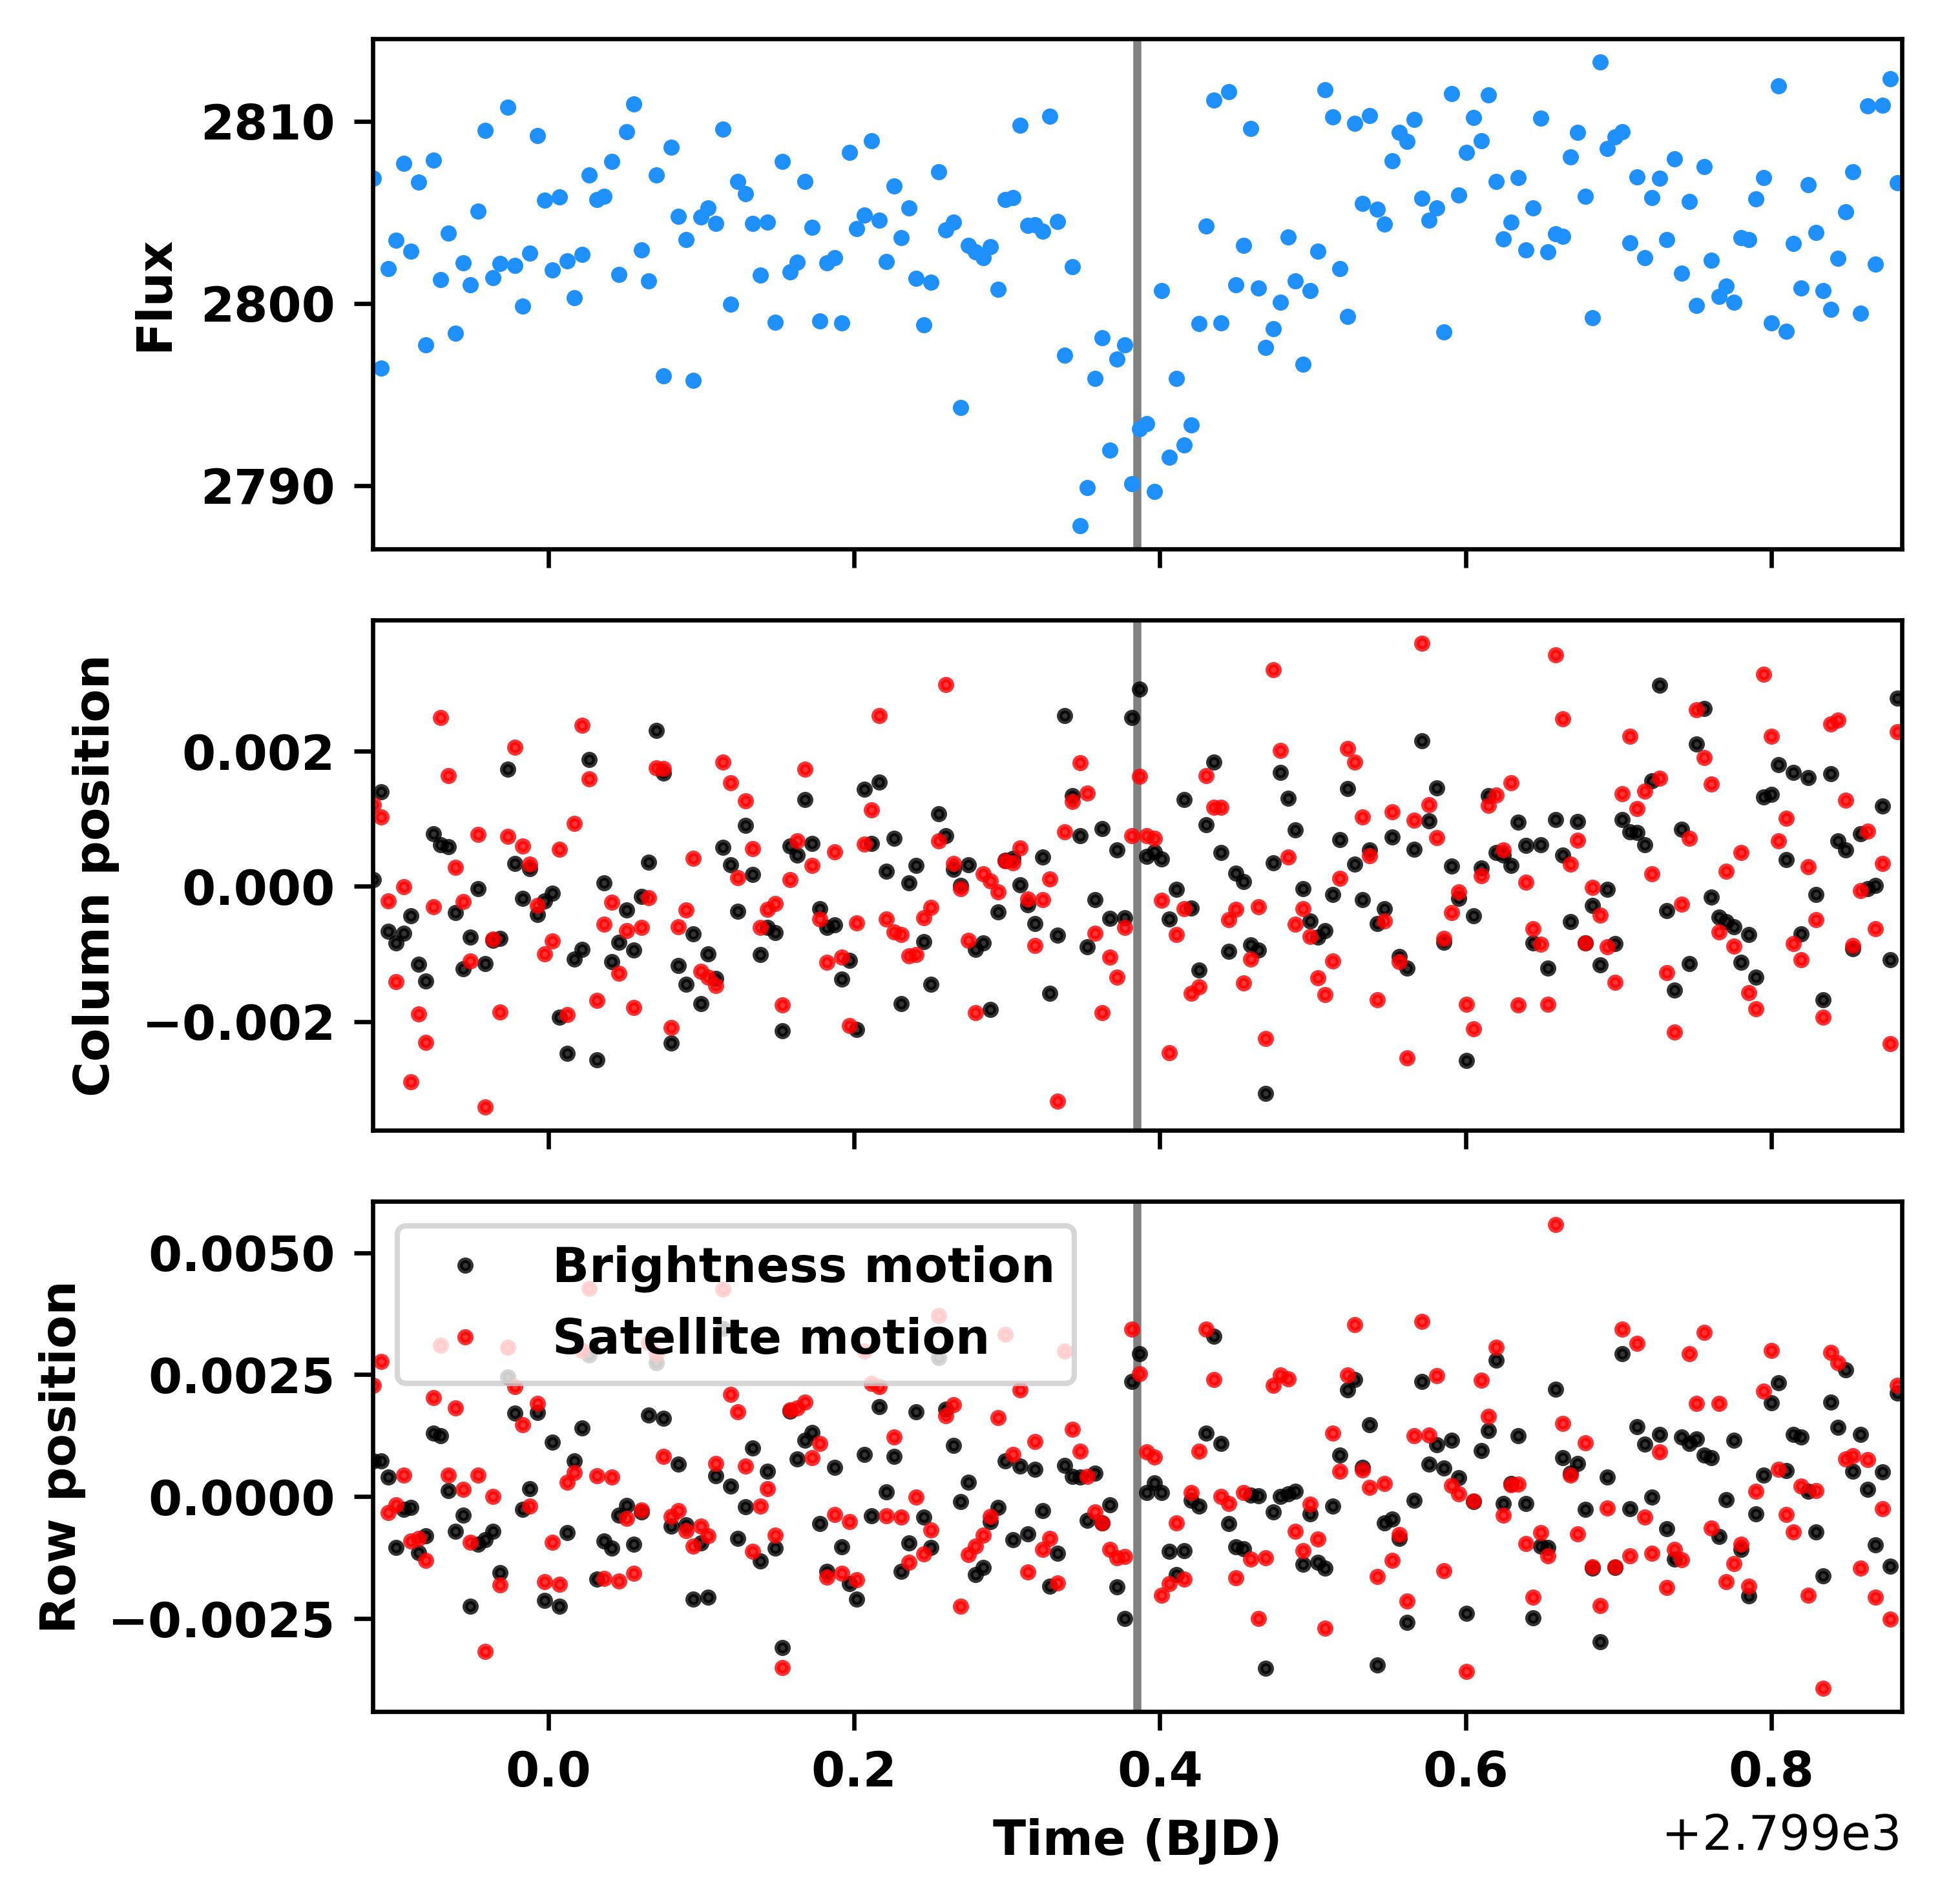 Flux
2810
2800
2790
Column position
0.002
0.000
−0.002
Row position
0.0050
0.0025
0.0000
−0.0025
Brightness motion
Satellite motion
0.0 0.2 0.4 0.6 0.8
Time (BJD)
+2.799e3